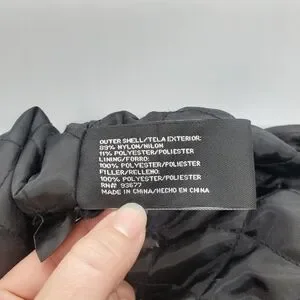 OUTER SHELL/TELA EXTERIOR:
89% NYLON/NILON
11% POLYESTER/POLIESTER
LINING/FORRO:
100% POLYESTER/POLIESTER
FILLER/RELLENO:
100% POLYESTER/POLIESTER
RN# 93677
MADE IN CHINA/HECHO EN CHINA